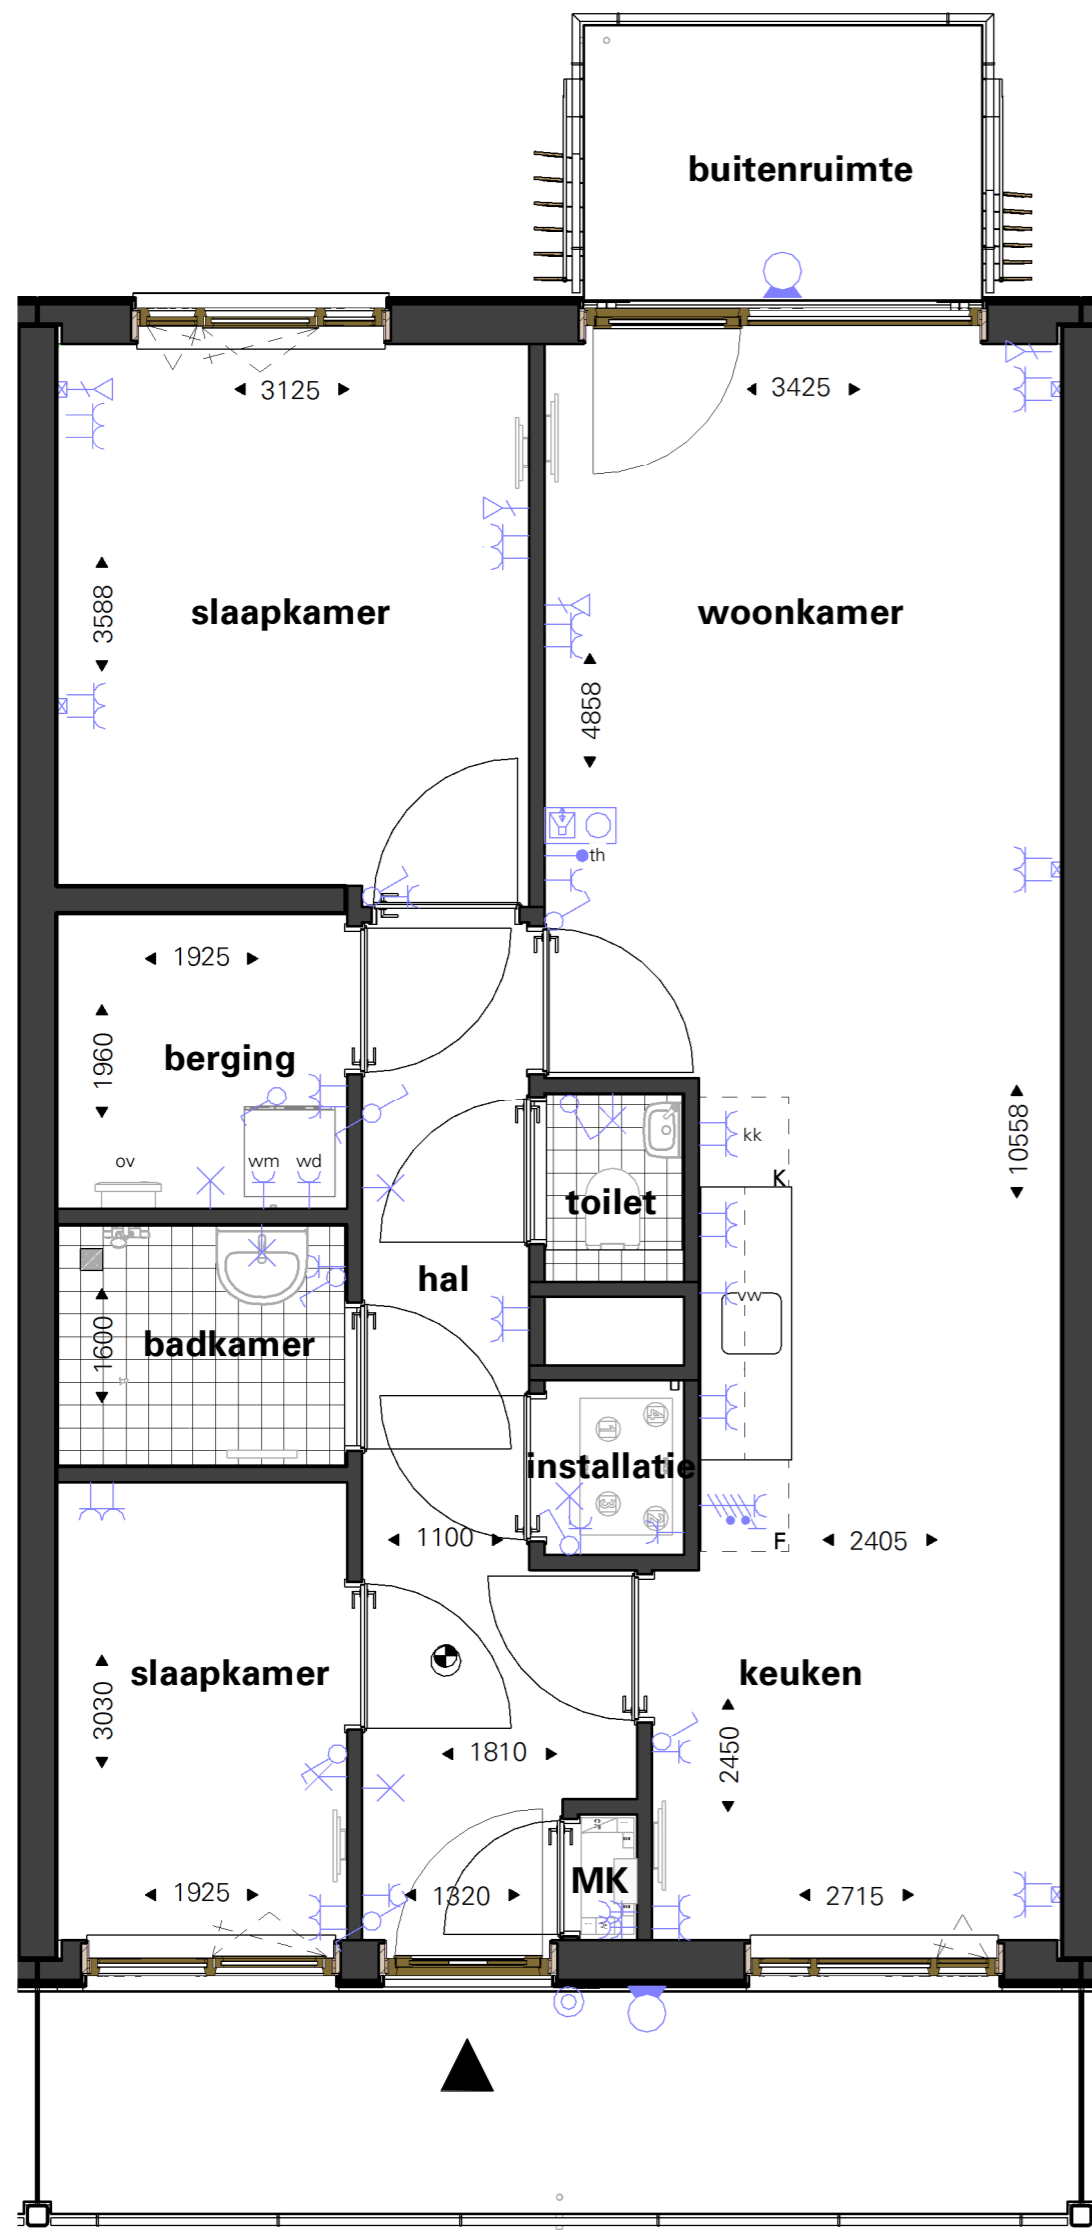 buitenruimte
3125
3425
3588
slaapkamer
woonkamer
4858
th
1925
1960
berging
10558
kk
ov
wm
wd
K
toilet
hal
vw
1600
badkamer
installatie
1100
F
2405
slaapkamer
keuken
3030
2450
1810
MK
1925
1320
2715